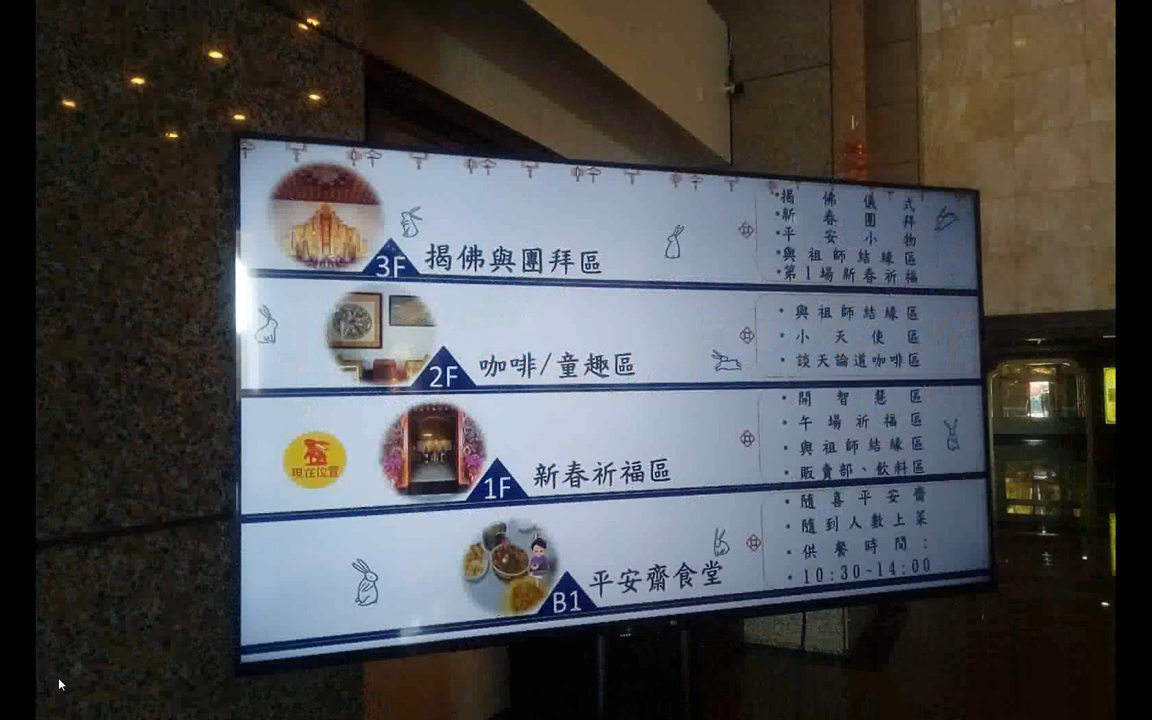 3F 揭佛與團拜區
•揭佛儀式
•新春團拜
•平安小物
•與祖師結緣區
•第1場新春祈福
2F 咖啡/童趣區
•與祖師結緣區
•小天使區
•談天論道咖啡區
現在位置
1F 新春祈福區
•開智慧區
•午場祈福區
•與祖師結緣區
•販賣部、飲料區
B1 平安齋食堂
•隨喜平安齋
•隨到人數上菜
•供餐時間:
•10:30-14:00